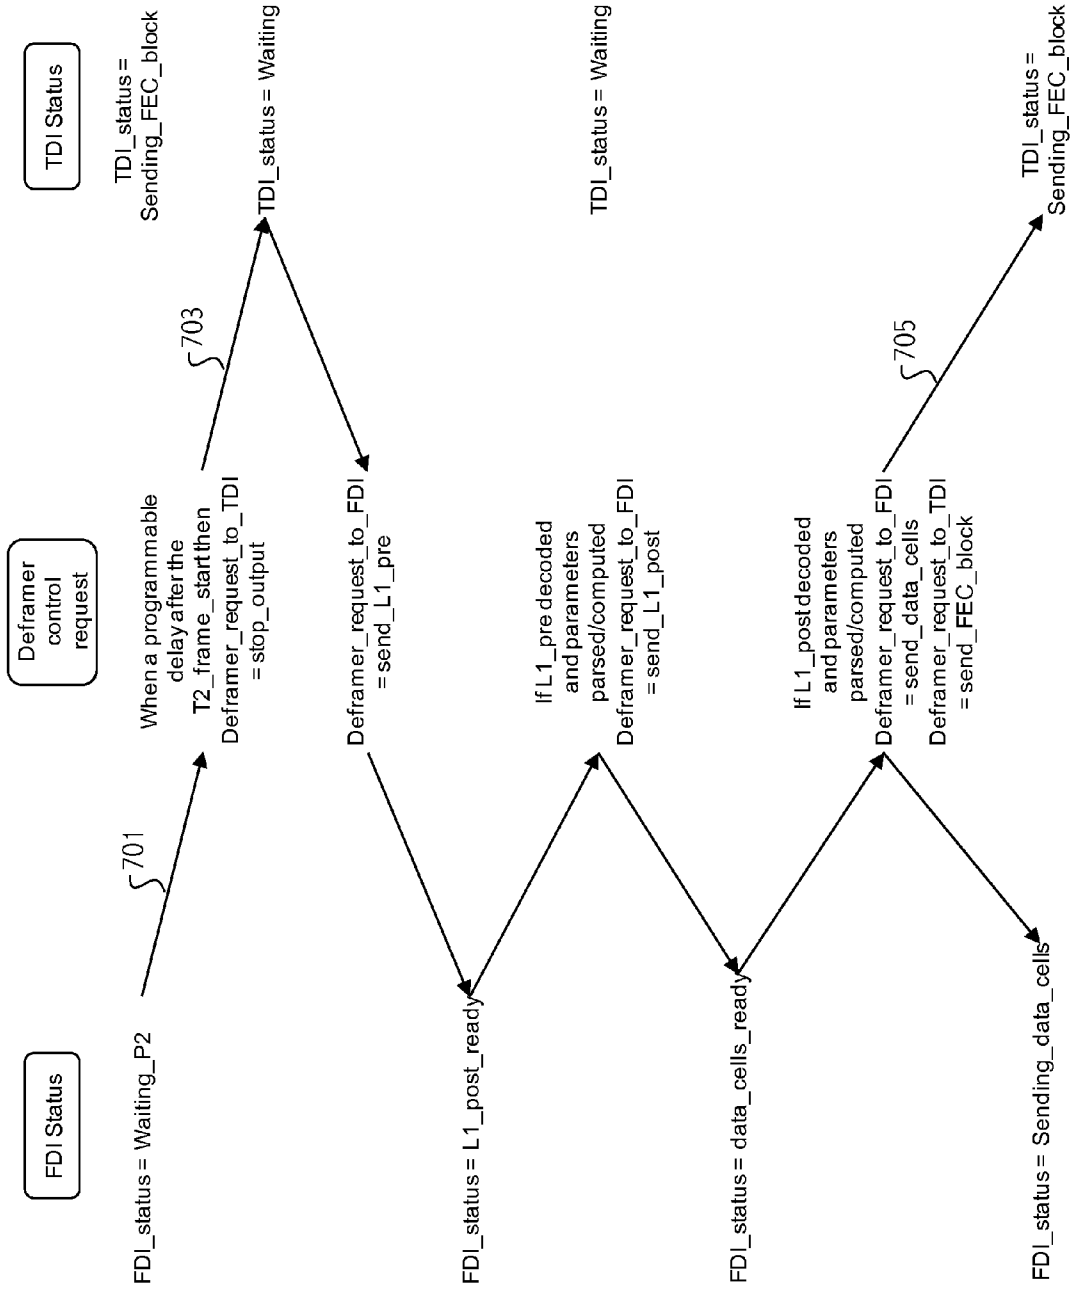 FDI Status
Deframer
control
request
TDI Status
FDI_status = Waiting_P2
701
When a programmable
delay after the
T2_frame_start then
Deframer_request_to_TDI
= stop_output
703
TDI_status =
Sending_FEC_block
TDI_status = Waiting
Deframer_request_to_FDI
= send_L1_pre
FDI_status = L1_post_ready
If L1_pre decoded
and parameters
parsed/computed
Deframer_request_to_FDI
= send_L1_post
TDI_status = Waiting
FDI_status = data_cells_ready
If L1_post decoded
and parameters
parsed/computed
Deframer_request_to_FDI
= send_data_cells
Deframer_request_to_TDI
= send_FEC_block
705
FDI_status = Sending_data_cells
TDI_status =
Sending_FEC_block